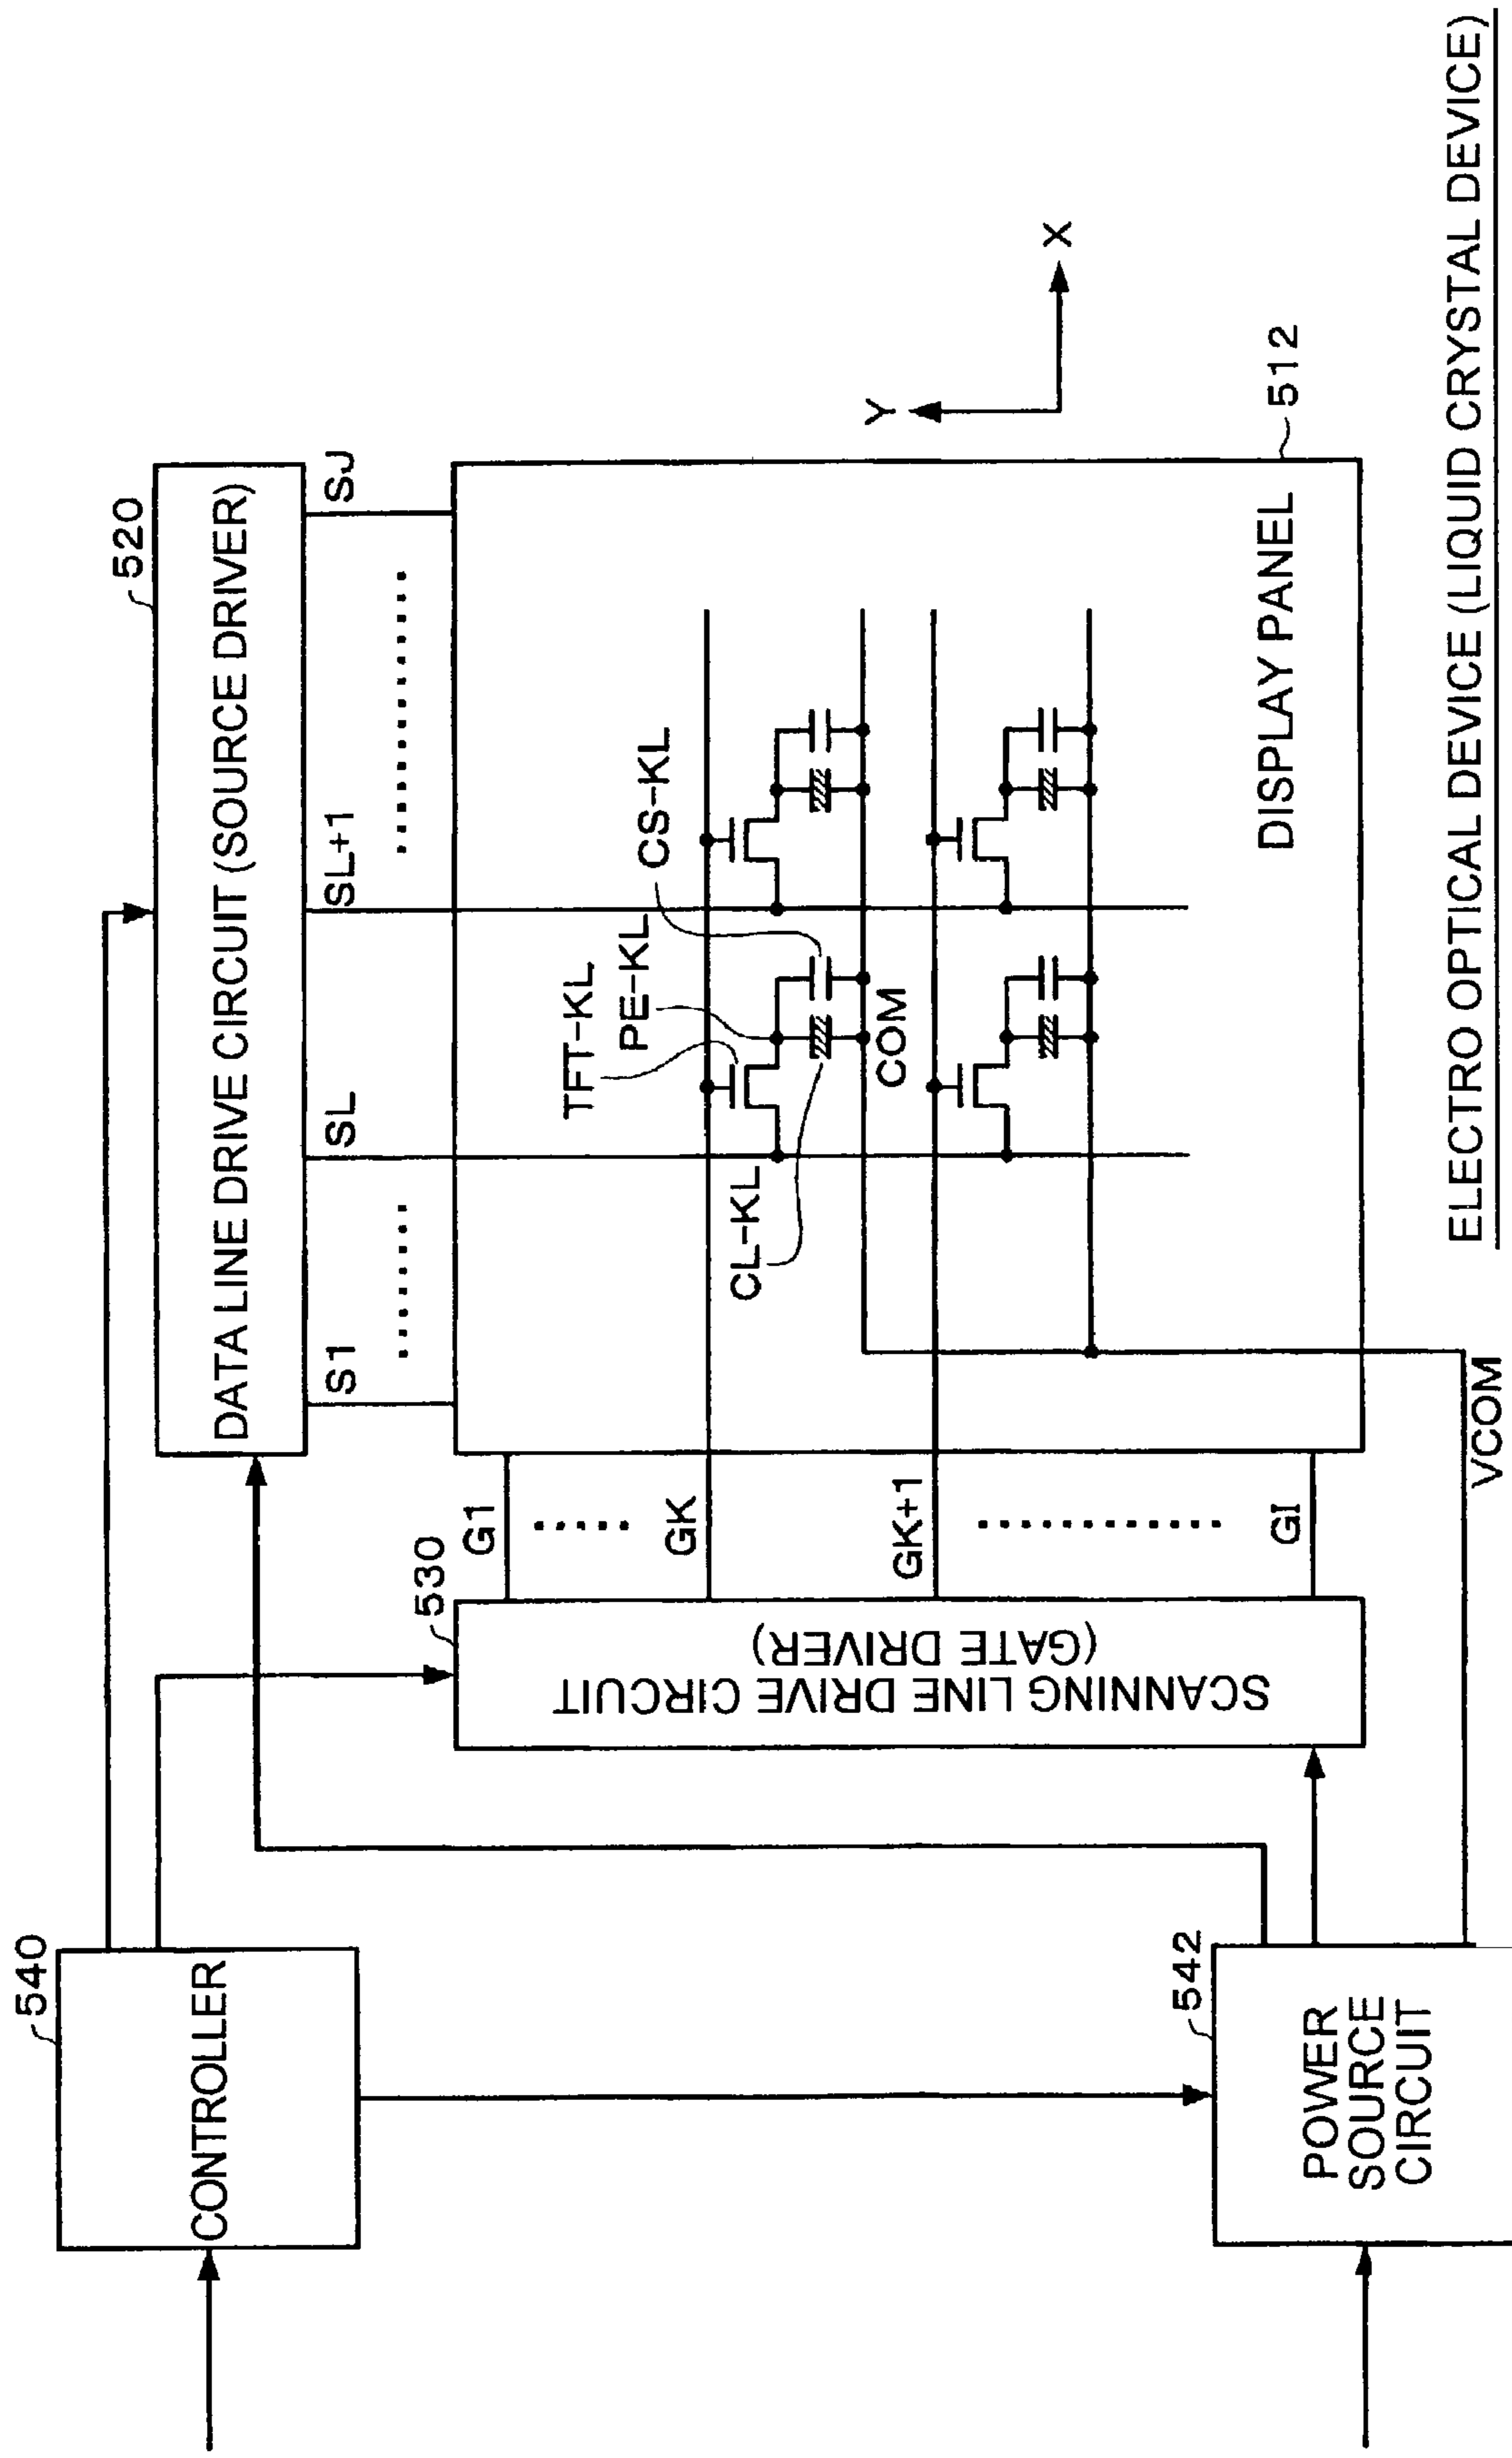 540
CONTROLLER
520
DATA LINE DRIVE CIRCUIT (SOURCE DRIVER)
S1
SL
SL+1
SJ
530
SCANNING LINE DRIVE CIRCUIT
(GATE DRIVER)
G1
GK
GK+1
GI
TFT-KL
PE-KL
CS-KL
CL-KL
COM
DISPLAY PANEL
512
Y
X
542
POWER
SOURCE
CIRCUIT
VCOM
ELECTRO OPTICAL DEVICE (LIQUID CRYSTAL DEVICE)